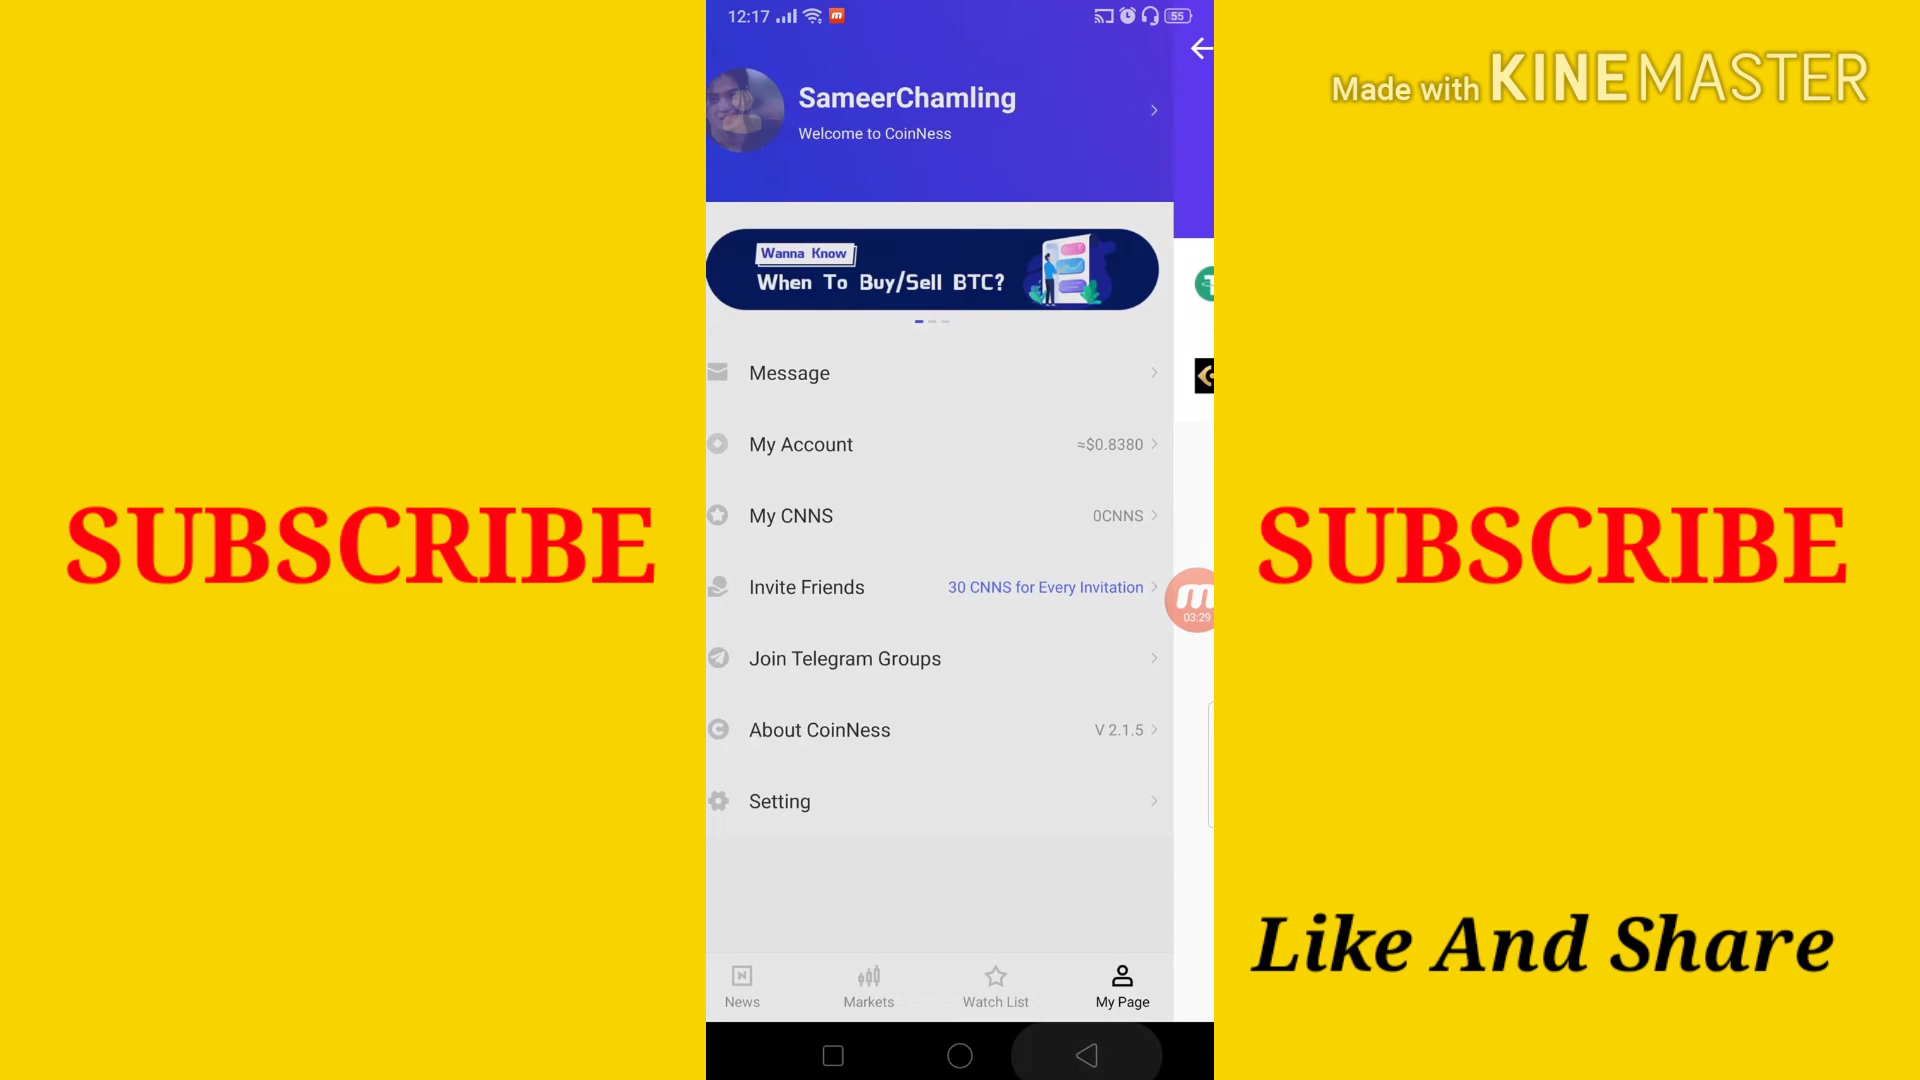 12:17
55
Made with KINEMASTER
SameerChamling
Welcome to CoinNess
Wanna Know
When To Buy/Sell BTC?
Message
My Account ≈$0.8380
My CNNS 0CNNS
Invite Friends 30 CNNS for Every Invitation
03:29
Join Telegram Groups
About CoinNess V 2.1.5
Setting
News Markets Watch List My Page
SUBSCRIBE
SUBSCRIBE
Like And Share